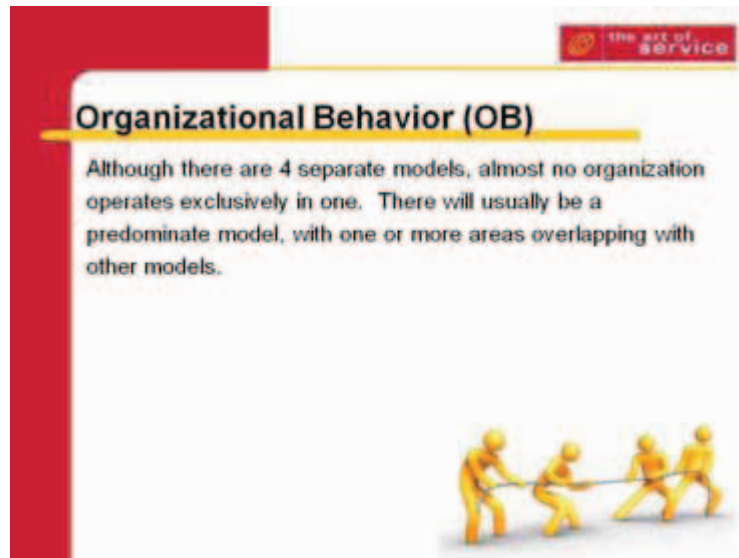 the art of
service
Organizational Behavior (OB)
Although there are 4 separate models, almost no organization
operates exclusively in one. There will usually be a
predominate model, with one or more areas overlapping with
other models.